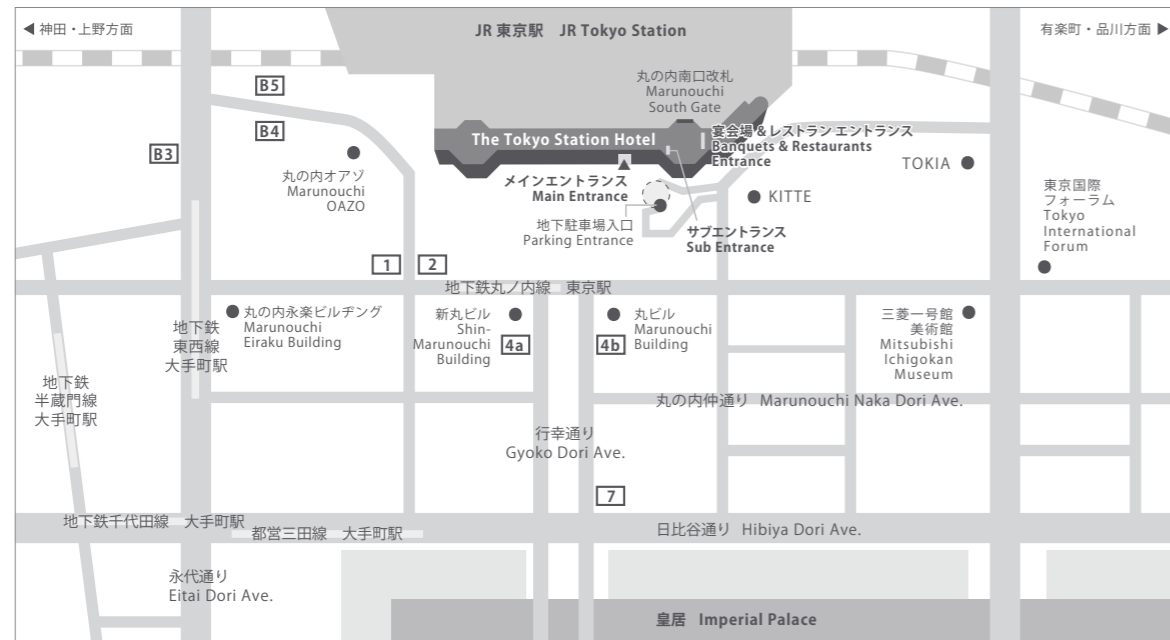 ◀ 神田・上野方面
JR 東京駅 JR Tokyo Station
有楽町・品川方面 ▶
丸の内南口改札
Marunouchi
South Gate
B5
B4
B3
The Tokyo Station Hotel
宴会場 & レストラン エントランス
Banquets & Restaurants
Entrance
丸の内オアゾ
Marunouchi
OAZO
メインエントランス
Main Entrance
地下駐車場入口
Parking Entrance
サブエントランス
Sub Entrance
KITTE
TOKIA
東京国際
フォーラム
Tokyo
International
Forum
1
2
地下鉄丸ノ内線 東京駅
地下鉄
東西線
大手町駅
丸の内永楽ビルヂング
Marunouchi
Eiraku Building
新丸ビル
Shin-
Marunouchi
Building
4a
4b
丸ビル
Marunouchi
Building
三菱一号館
美術館
Mitsubishi
Ichigokan
Museum
地下鉄
半蔵門線
大手町駅
丸の内仲通り Marunouchi Naka Dori Ave.
行幸通り
Gyoko Dori Ave.
7
地下鉄千代田線 大手町駅
都営三田線 大手町駅
日比谷通り Hibiya Dori Ave.
永代通り
Eitai Dori Ave.
皇居 Imperial Palace